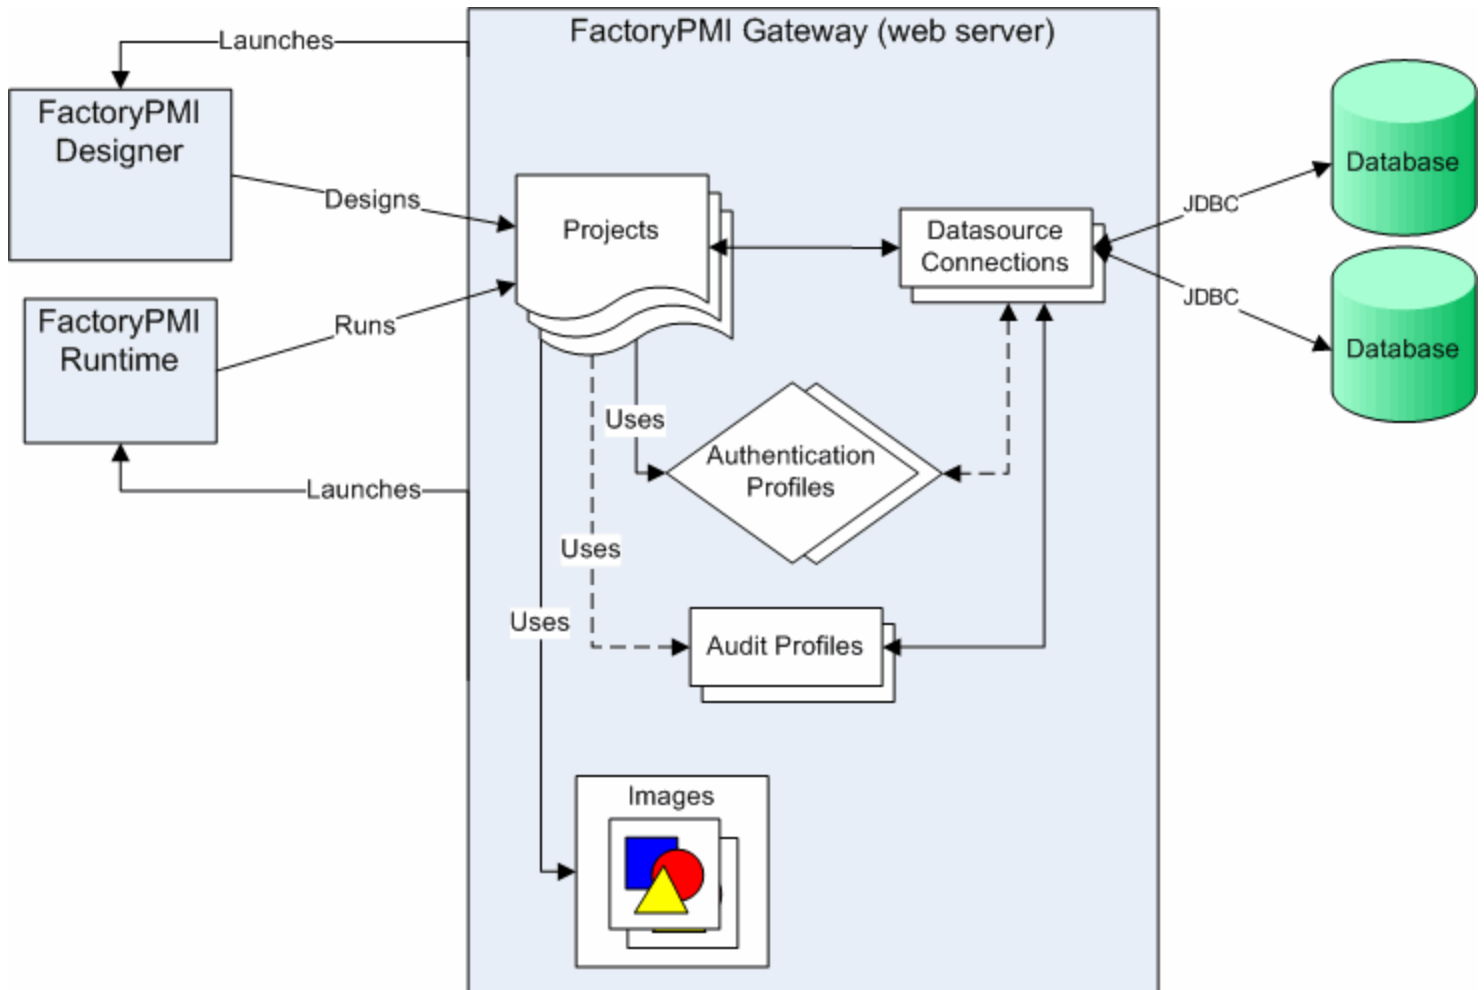 FactoryPMI Gateway (web server)
Launches
FactoryPMI
Designer
Designs
Projects
Datasource
Connections
JDBC
Database
JDBC
Database
FactoryPMI
Runtime
Runs
Launches
Uses
Authentication
Profiles
Uses
Uses
Audit Profiles
Images